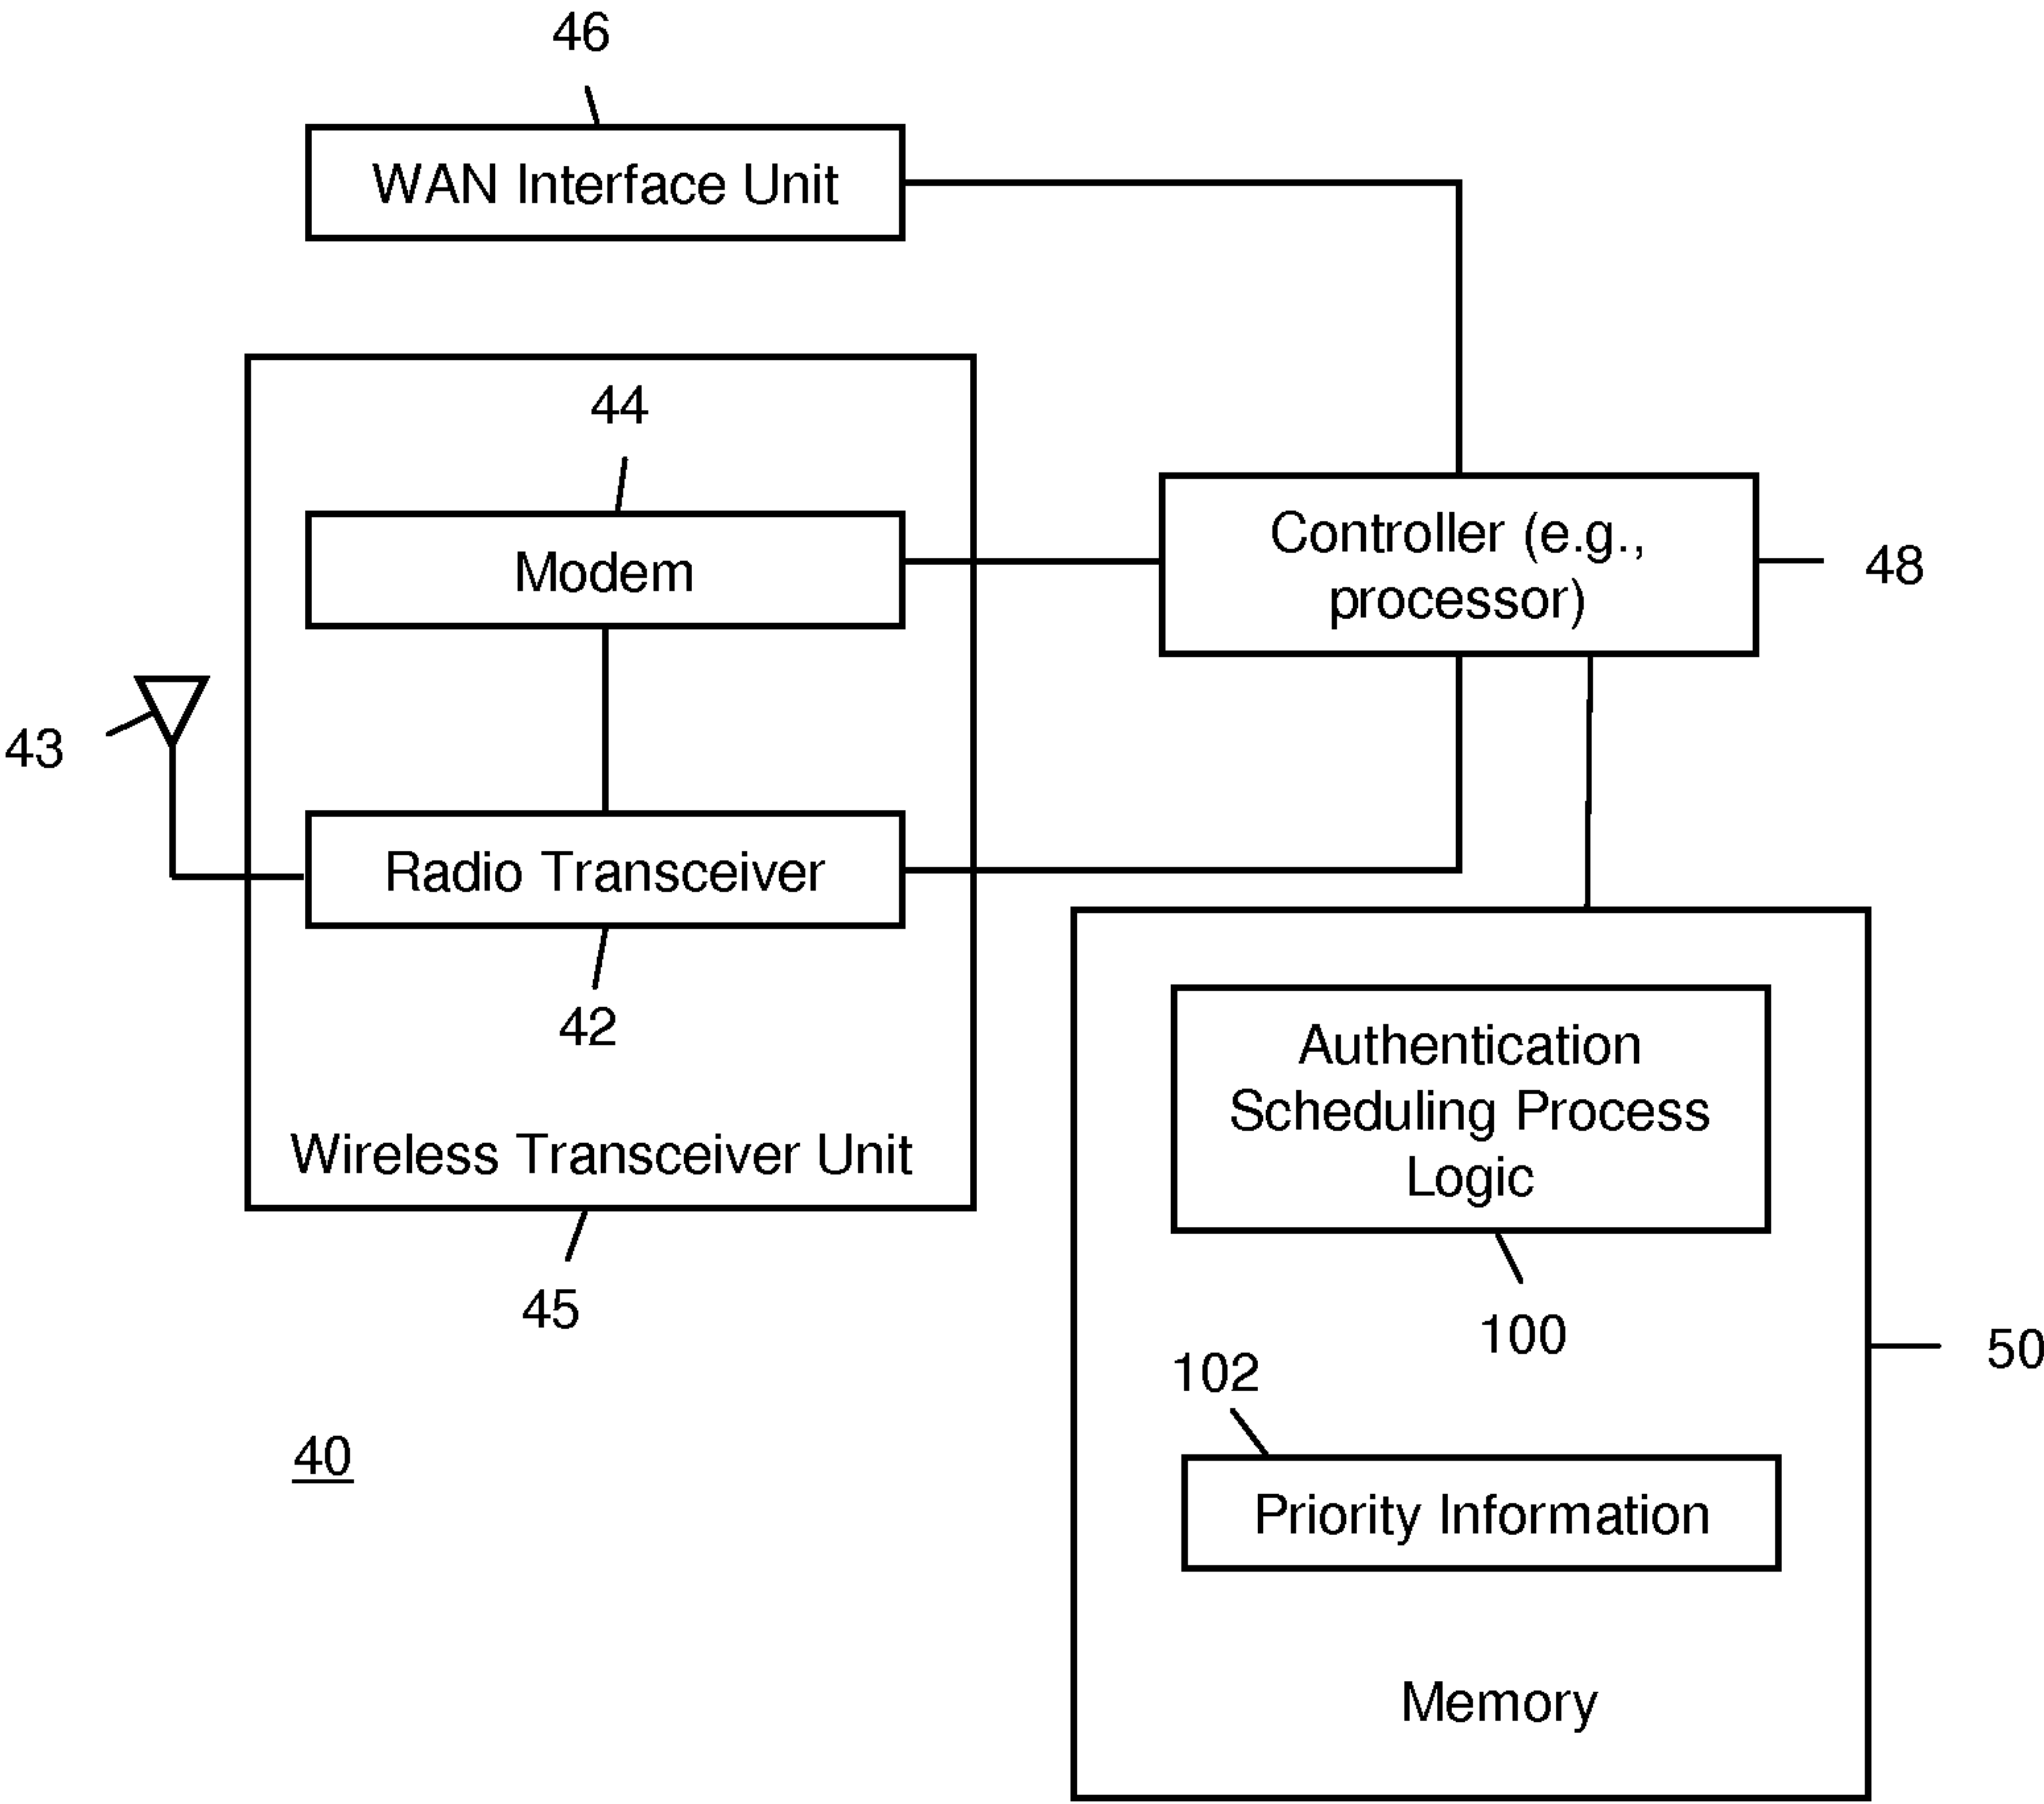 46
WAN Interface Unit
44
Modem
Controller (e.g.,
processor)
48
43
Radio Transceiver
42
Wireless Transceiver Unit
45
Authentication
Scheduling Process
Logic
100
102
50
Priority Information
Memory
40